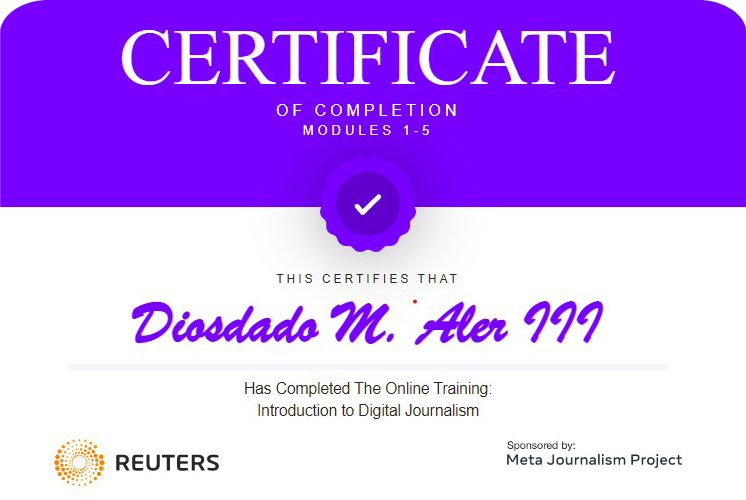 CERTIFICATE
OF COMPLETION
MODULES 1-5
THIS CERTIFIES THAT
Diosdado M. Aler III
Has Completed The Online Training:
Introduction to Digital Journalism
REUTERS
Sponsored by:
Meta Journalism Project